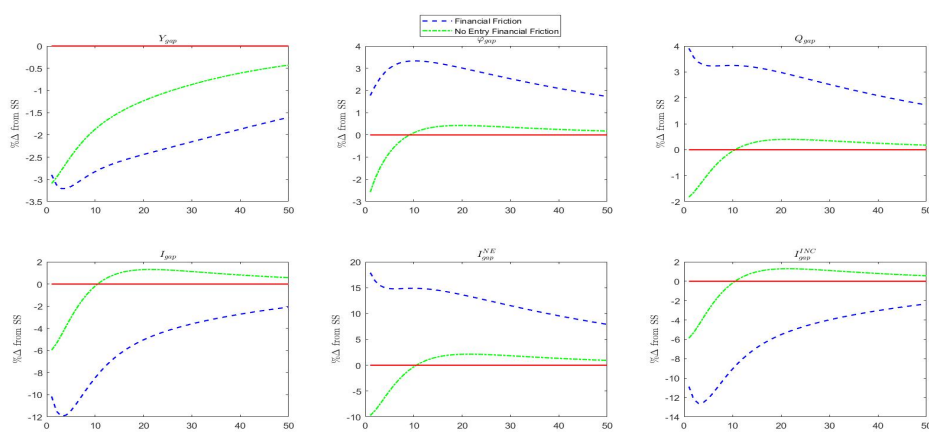 Financial Friction
No Entry Financial Friction
Y_gap
φ_gap
Q_gap
%Δ from SS
0
-0.5
-1
-1.5
-2
-2.5
-3
-3.5
0 10 20 30 40 50
%Δ from SS
4
3
2
1
0
-1
-2
-3
0 10 20 30 40 50
%Δ from SS
4
3
2
1
0
-1
-2
0 10 20 30 40 50
I_gap
I_gap^NE
I_gap^INC
%Δ from SS
2
0
-2
-4
-6
-8
-10
-12
0 10 20 30 40 50
%Δ from SS
20
15
10
5
0
-5
-10
0 10 20 30 40 50
%Δ from SS
2
0
-2
-4
-6
-8
-10
-12
-14
0 10 20 30 40 50